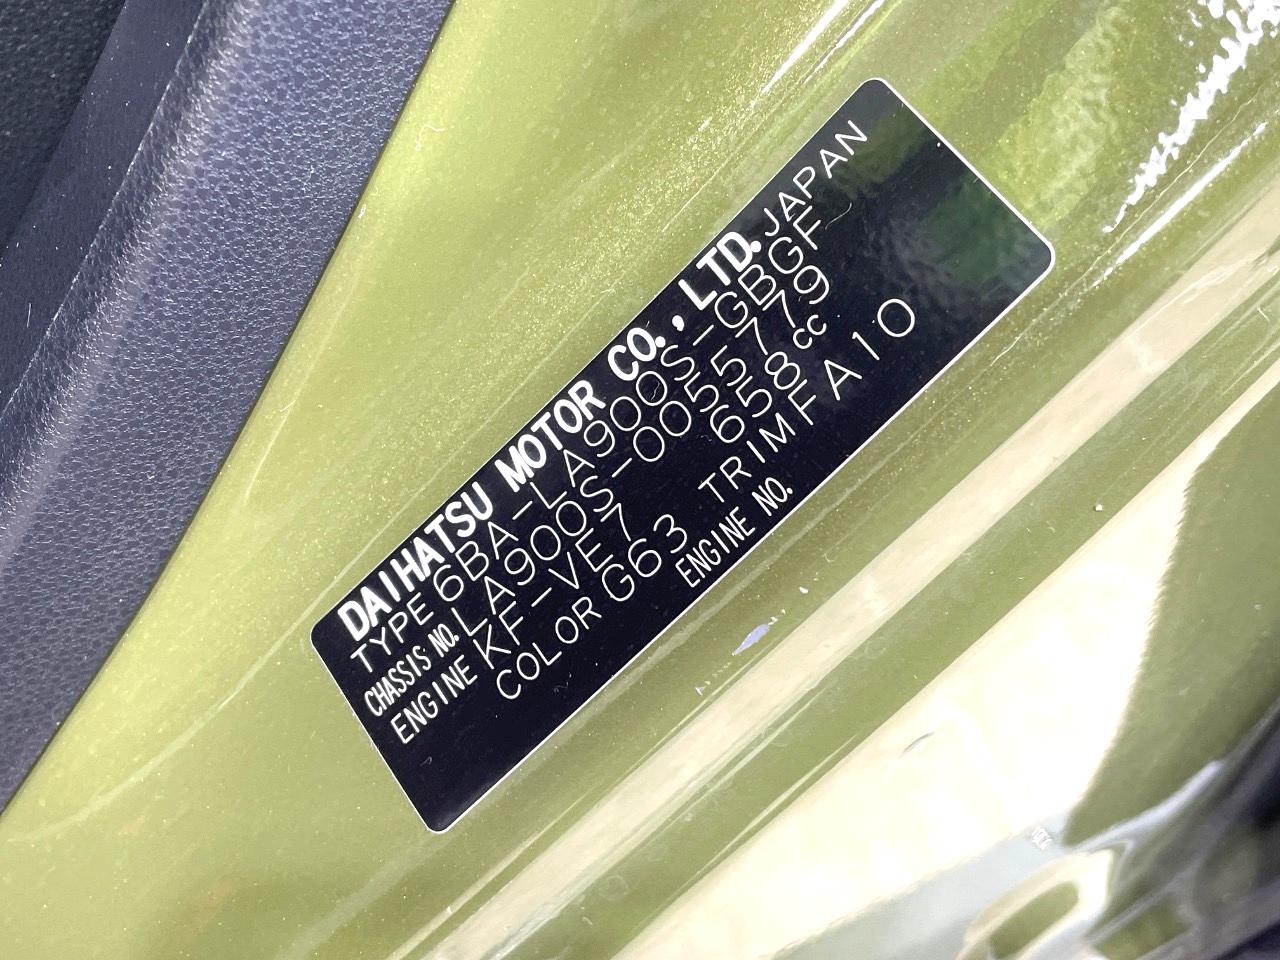 DAIHATSU MOTOR CO., LTD. JAPAN
TYPE 6BA-LA900S-GBGF
CHASSIS NO. LA900S-0055779
ENGINE KF-VE7 658cc
COLOR G63 TRIM FA10
ENGINE NO.